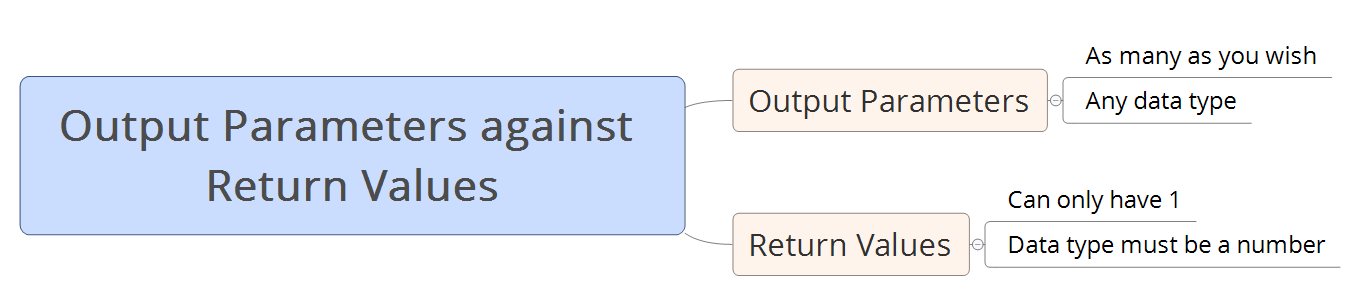 Output Parameters against
Return Values
Output Parameters
As many as you wish
Any data type
Return Values
Can only have 1
Data type must be a number